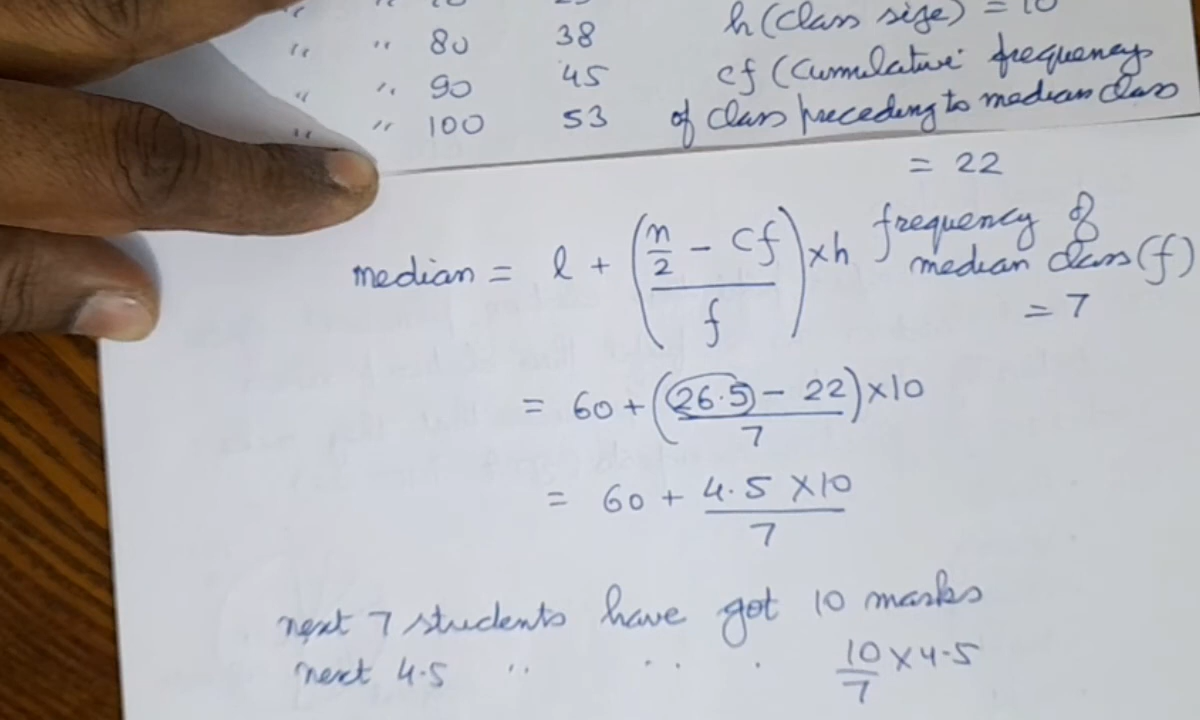 " " 80 38 h (class size) = 10
" " 90 45 cf (Cumulative frequency
" " 100 53 of class preceding to median class
= 22
median = l + (n/2 - cf / f) × h frequency of
median class (f)
= 7
= 60 + (26.5 - 22 / 7) × 10
= 60 + 4.5 × 10 / 7
next 7 students have got 10 marks
next 4.5 " " " 10/7 × 4.5